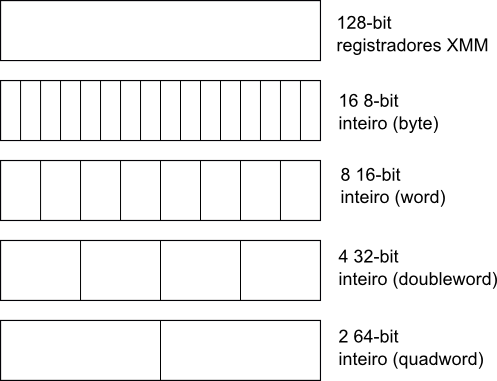 128-bit
registradores XMM
16 8-bit
inteiro (byte)
8 16-bit
inteiro (word)
4 32-bit
inteiro (doubleword)
2 64-bit
inteiro (quadword)